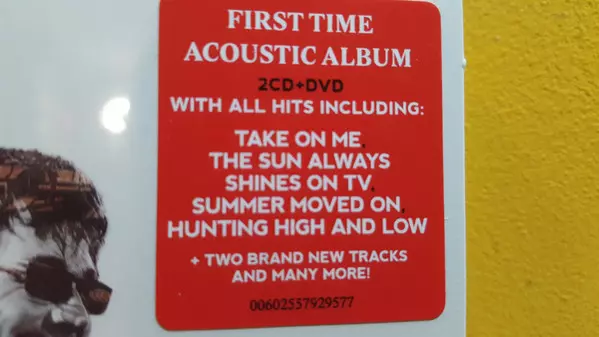 FIRST TIME
ACOUSTIC ALBUM
2CD+DVD
WITH ALL HITS INCLUDING:
TAKE ON ME,
THE SUN ALWAYS
SHINES ON TV,
SUMMER MOVED ON,
HUNTING HIGH AND LOW
+ TWO BRAND NEW TRACKS
AND MANY MORE!
00602557929577